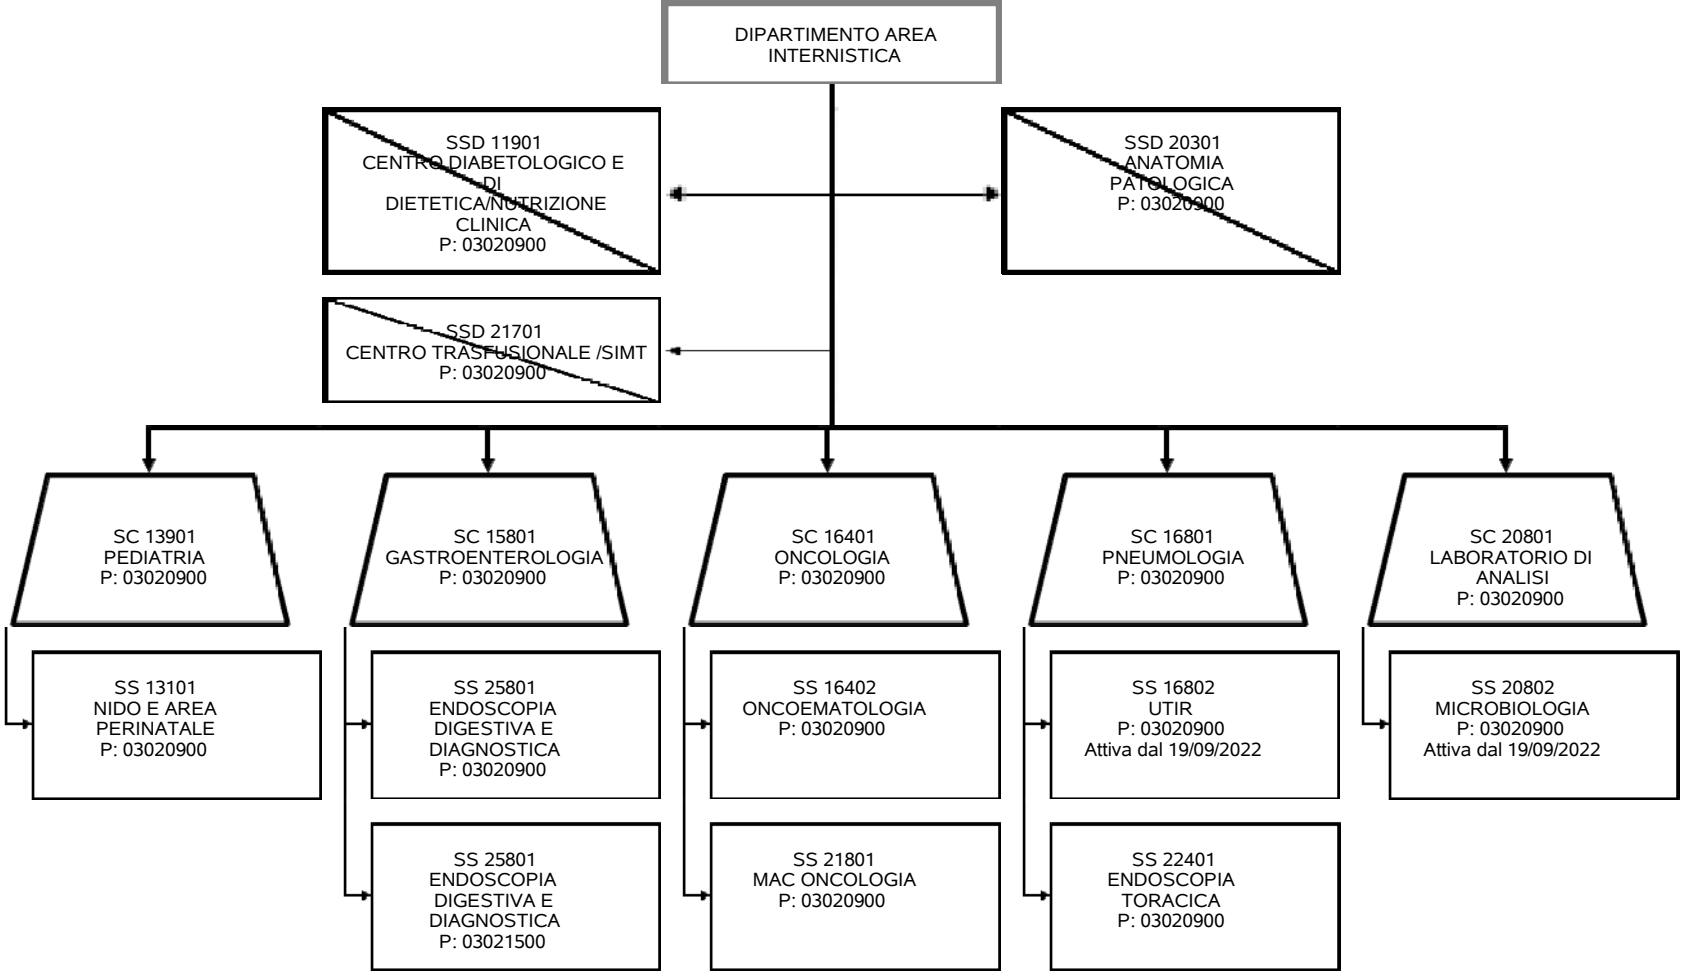 DIPARTIMENTO AREA
INTERNISTICA
SSD 11901
CENTRO DIABETOLOGICO E
DI
DIETETICA/NUTRIZIONE
CLINICA
P: 03020900
SSD 20301
ANATOMIA
PATOLOGICA
P: 03020900
SSD 21701
CENTRO TRASFUSIONALE /SIMT
P: 03020900
SC 13901
PEDIATRIA
P: 03020900
SC 15801
GASTROENTEROLOGIA
P: 03020900
SC 16401
ONCOLOGIA
P: 03020900
SC 16801
PNEUMOLOGIA
P: 03020900
SC 20801
LABORATORIO DI
ANALISI
P: 03020900
SS 13101
NIDO E AREA
PERINATALE
P: 03020900
SS 25801
ENDOSCOPIA
DIGESTIVA E
DIAGNOSTICA
P: 03020900
SS 16402
ONCOEMATOLOGIA
P: 03020900
SS 16802
UTIR
P: 03020900
Attiva dal 19/09/2022
SS 20802
MICROBIOLOGIA
P: 03020900
Attiva dal 19/09/2022
SS 25801
ENDOSCOPIA
DIGESTIVA E
DIAGNOSTICA
P: 03021500
SS 21801
MAC ONCOLOGIA
P: 03020900
SS 22401
ENDOSCOPIA
TORACICA
P: 03020900